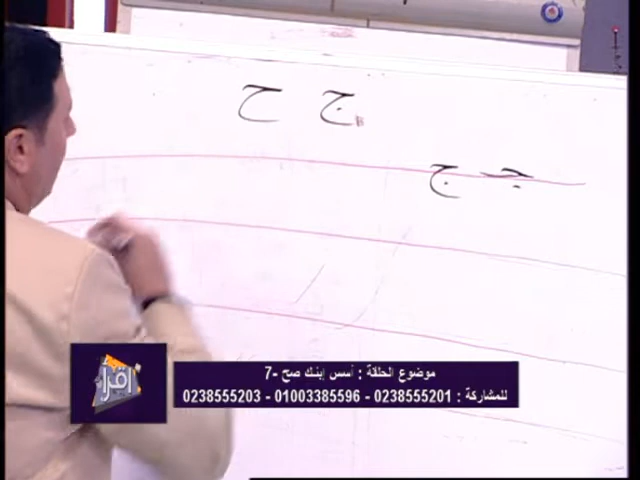 ج ح
جـ ج
موضوع الحلقة : أسس إبنك صح -7
للمشاركة : 0238555201 - 01003385596 - 0238555203
اقرأ